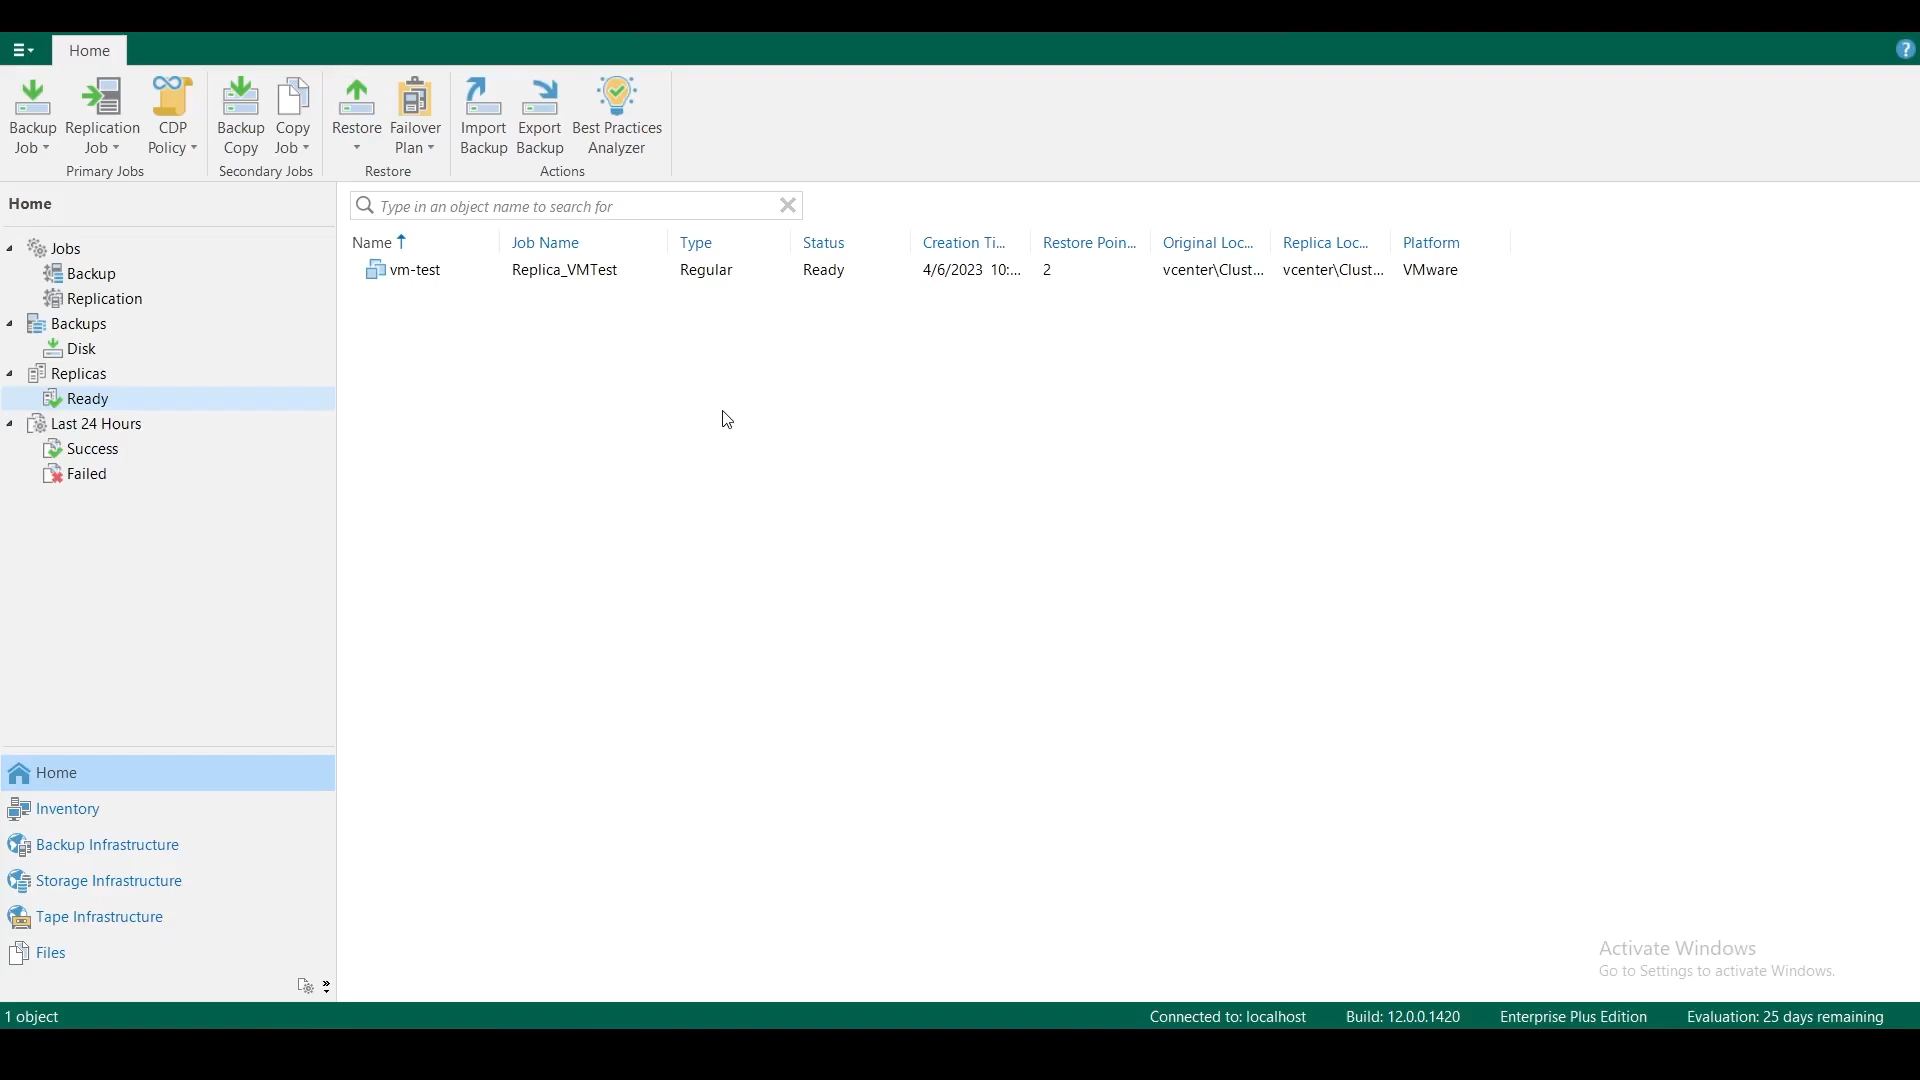 Home
?
Backup Job
Replication Job
CDP Policy
Primary Jobs
Backup Copy
Copy Job
Secondary Jobs
Restore
Failover Plan
Restore
Import Backup
Export Backup
Best Practices Analyzer
Actions
Home
Jobs
Backup
Replication
Backups
Disk
Replicas
Ready
Last 24 Hours
Success
Failed
Home
Inventory
Backup Infrastructure
Storage Infrastructure
Tape Infrastructure
Files
Type in an object name to search for
Name Job Name Type Status Creation Ti... Restore Poin... Original Loc... Replica Loc... Platform
vm-test Replica_VMTest Regular Ready 4/6/2023 10:... 2 vcenter\Clust... vcenter\Clust... VMware
Activate Windows
Go to Settings to activate Windows.
1 object Connected to: localhost Build: 12.0.0.1420 Enterprise Plus Edition Evaluation: 25 days remaining